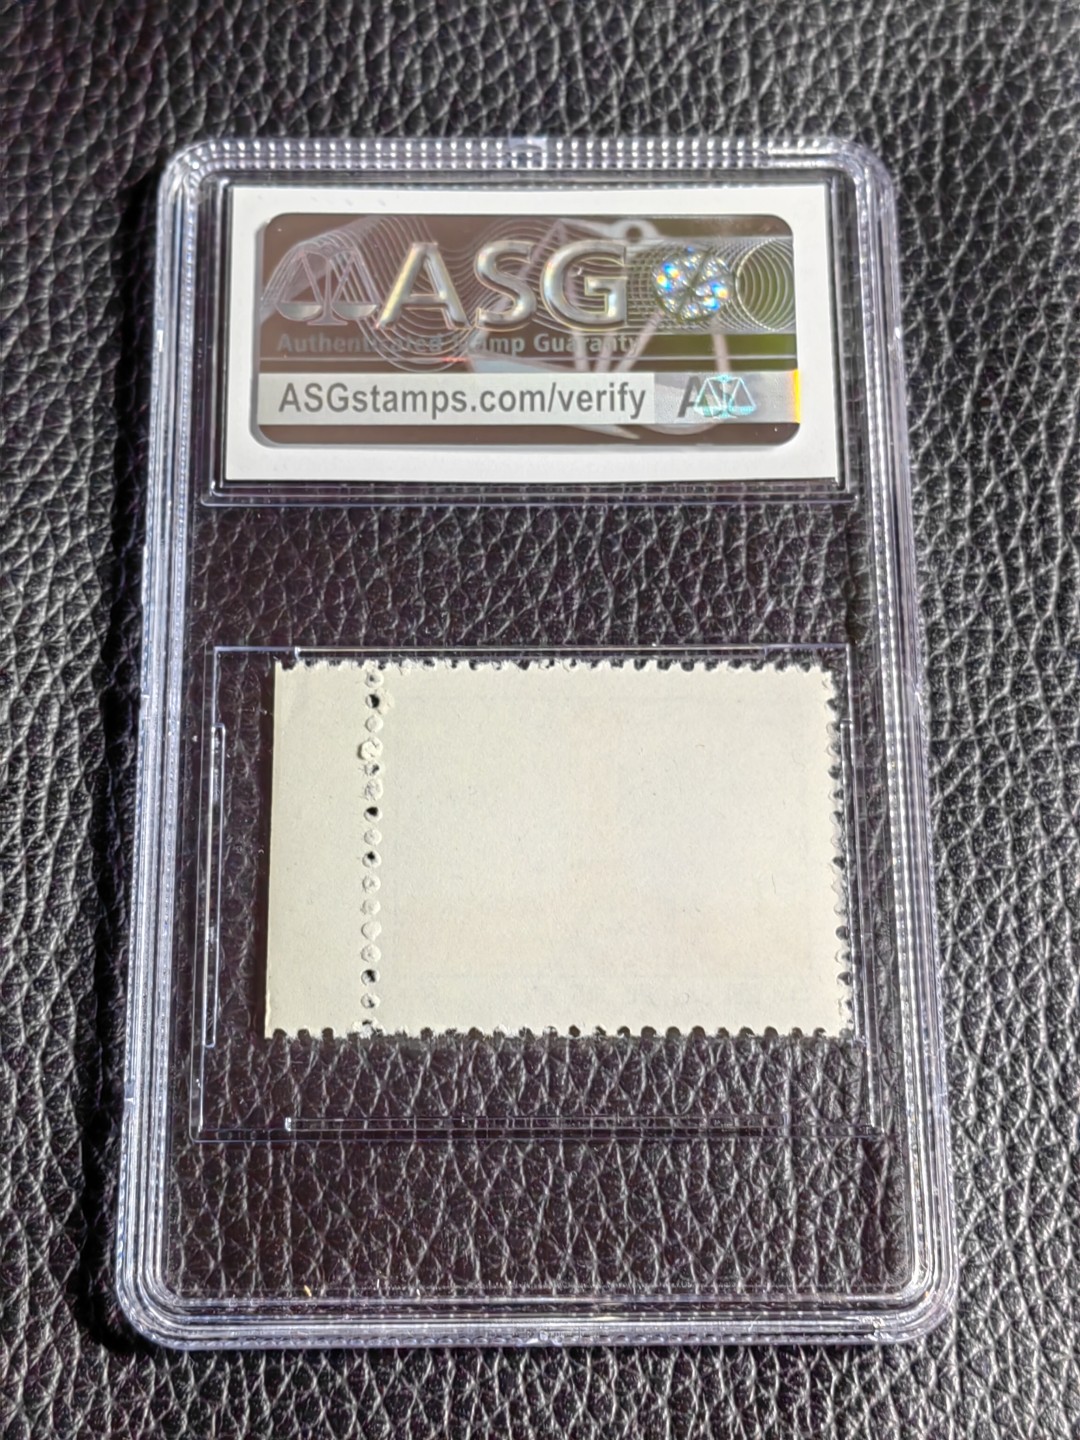 ASG
Authenticated Stamp Guaranty
ASGstamps.com/verify